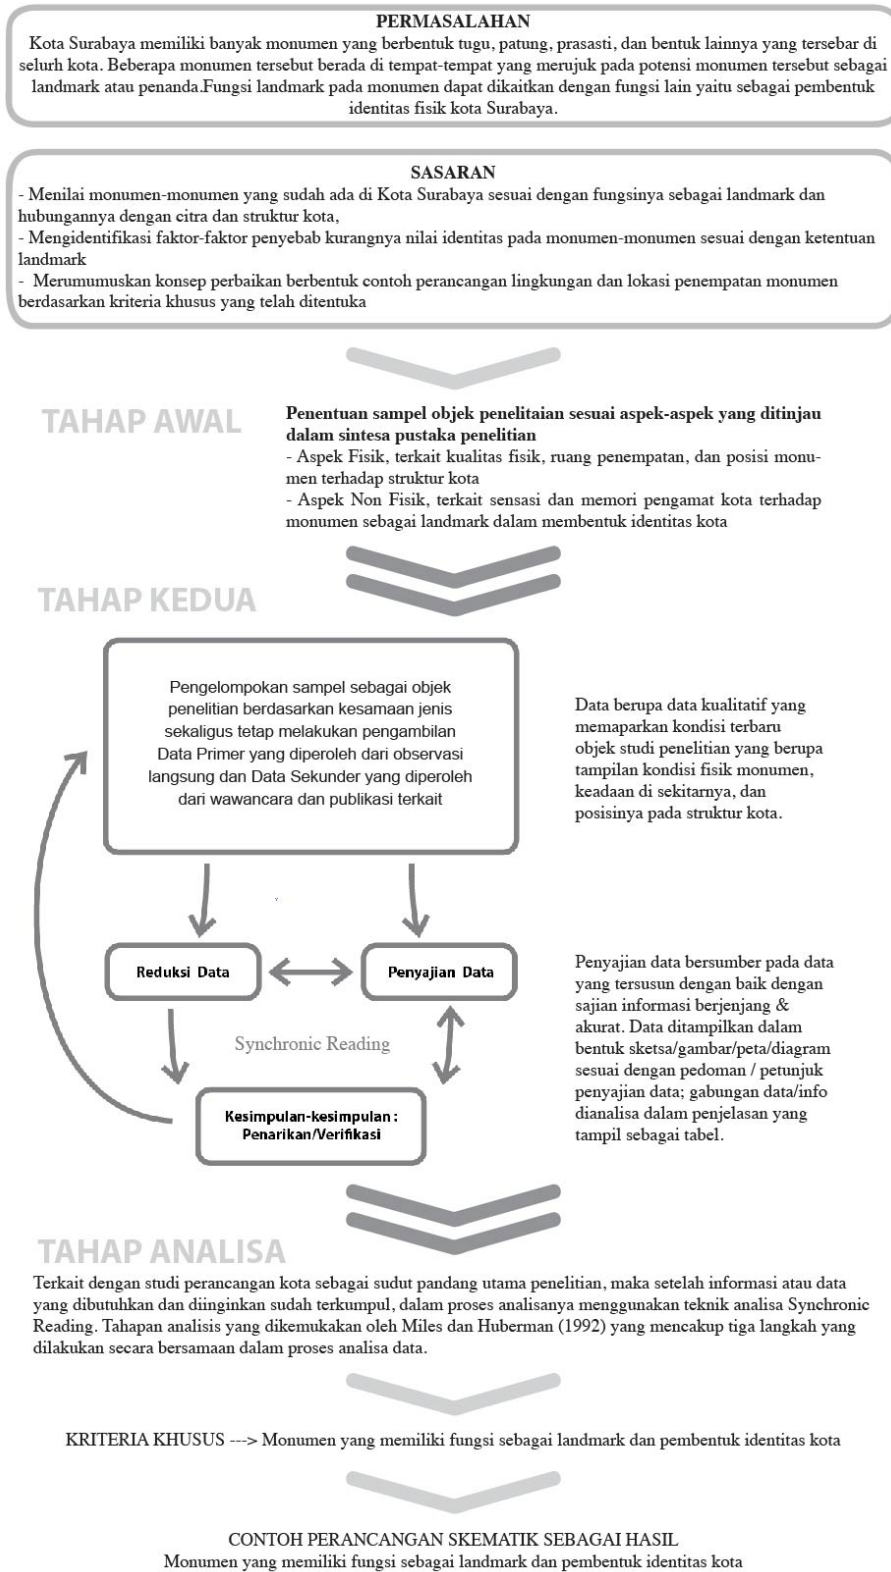 PERMASALAHAN
Kota Surabaya memiliki banyak monumen yang berbentuk tugu, patung, prasasti, dan bentuk lainnya yang tersebar di
selurh kota. Beberapa monumen tersebut berada di tempat-tempat yang merujuk pada potensi monumen tersebut sebagai
landmark atau penanda.Fungsi landmark pada monumen dapat dikaitkan dengan fungsi lain yaitu sebagai pembentuk
identitas fisik kota Surabaya.
SASARAN
- Menilai monumen-monumen yang sudah ada di Kota Surabaya sesuai dengan fungsinya sebagai landmark dan
hubungannya dengan citra dan struktur kota,
- Mengidentifikasi faktor-faktor penyebab kurangnya nilai identitas pada monumen-monumen sesuai dengan ketentuan
landmark
- Merumumuskan konsep perbaikan berbentuk contoh perancangan lingkungan dan lokasi penempatan monumen
berdasarkan kriteria khusus yang telah ditentuka
TAHAP AWAL
Penentuan sampel objek penelitaian sesuai aspek-aspek yang ditinjau
dalam sintesa pustaka penelitian
- Aspek Fisik, terkait kualitas fisik, ruang penempatan, dan posisi monu-
men terhadap struktur kota
- Aspek Non Fisik, terkait sensasi dan memori pengamat kota terhadap
monumen sebagai landmark dalam membentuk identitas kota
TAHAP KEDUA
Pengelompokan sampel sebagai objek
penelitian berdasarkan kesamaan jenis
sekaligus tetap melakukan pengambilan
Data Primer yang diperoleh dari observasi
langsung dan Data Sekunder yang diperoleh
dari wawancara dan publikasi terkait
Data berupa data kualitatif yang
memaparkan kondisi terbaru
objek studi penelitian yang berupa
tampilan kondisi fisik monumen,
keadaan di sekitarnya, dan
posisinya pada struktur kota.
Reduksi Data
Penyajian Data
Synchronic Reading
Kesimpulan-kesimpulan :
Penarikan/Verifikasi
Penyajian data bersumber pada data
yang tersusun dengan baik dengan
sajian informasi berjenjang &
akurat. Data ditampilkan dalam
bentuk sketsa/gambar/peta/diagram
sesuai dengan pedoman / petunjuk
penyajian data; gabungan data/info
dianalisa dalam penjelasan yang
tampil sebagai tabel.
TAHAP ANALISA
Terkait dengan studi perancangan kota sebagai sudut pandang utama penelitian, maka setelah informasi atau data
yang dibutuhkan dan diinginkan sudah terkumpul, dalam proses analisanya menggunakan teknik analisa Synchronic
Reading. Tahapan analisis yang dikemukakan oleh Miles dan Huberman (1992) yang mencakup tiga langkah yang
dilakukan secara bersamaan dalam proses analisa data.
KRITERIA KHUSUS ---> Monumen yang memiliki fungsi sebagai landmark dan pembentuk identitas kota
CONTOH PERANCANGAN SKEMATIK SEBAGAI HASIL
Monumen yang memiliki fungsi sebagai landmark dan pembentuk identitas kota